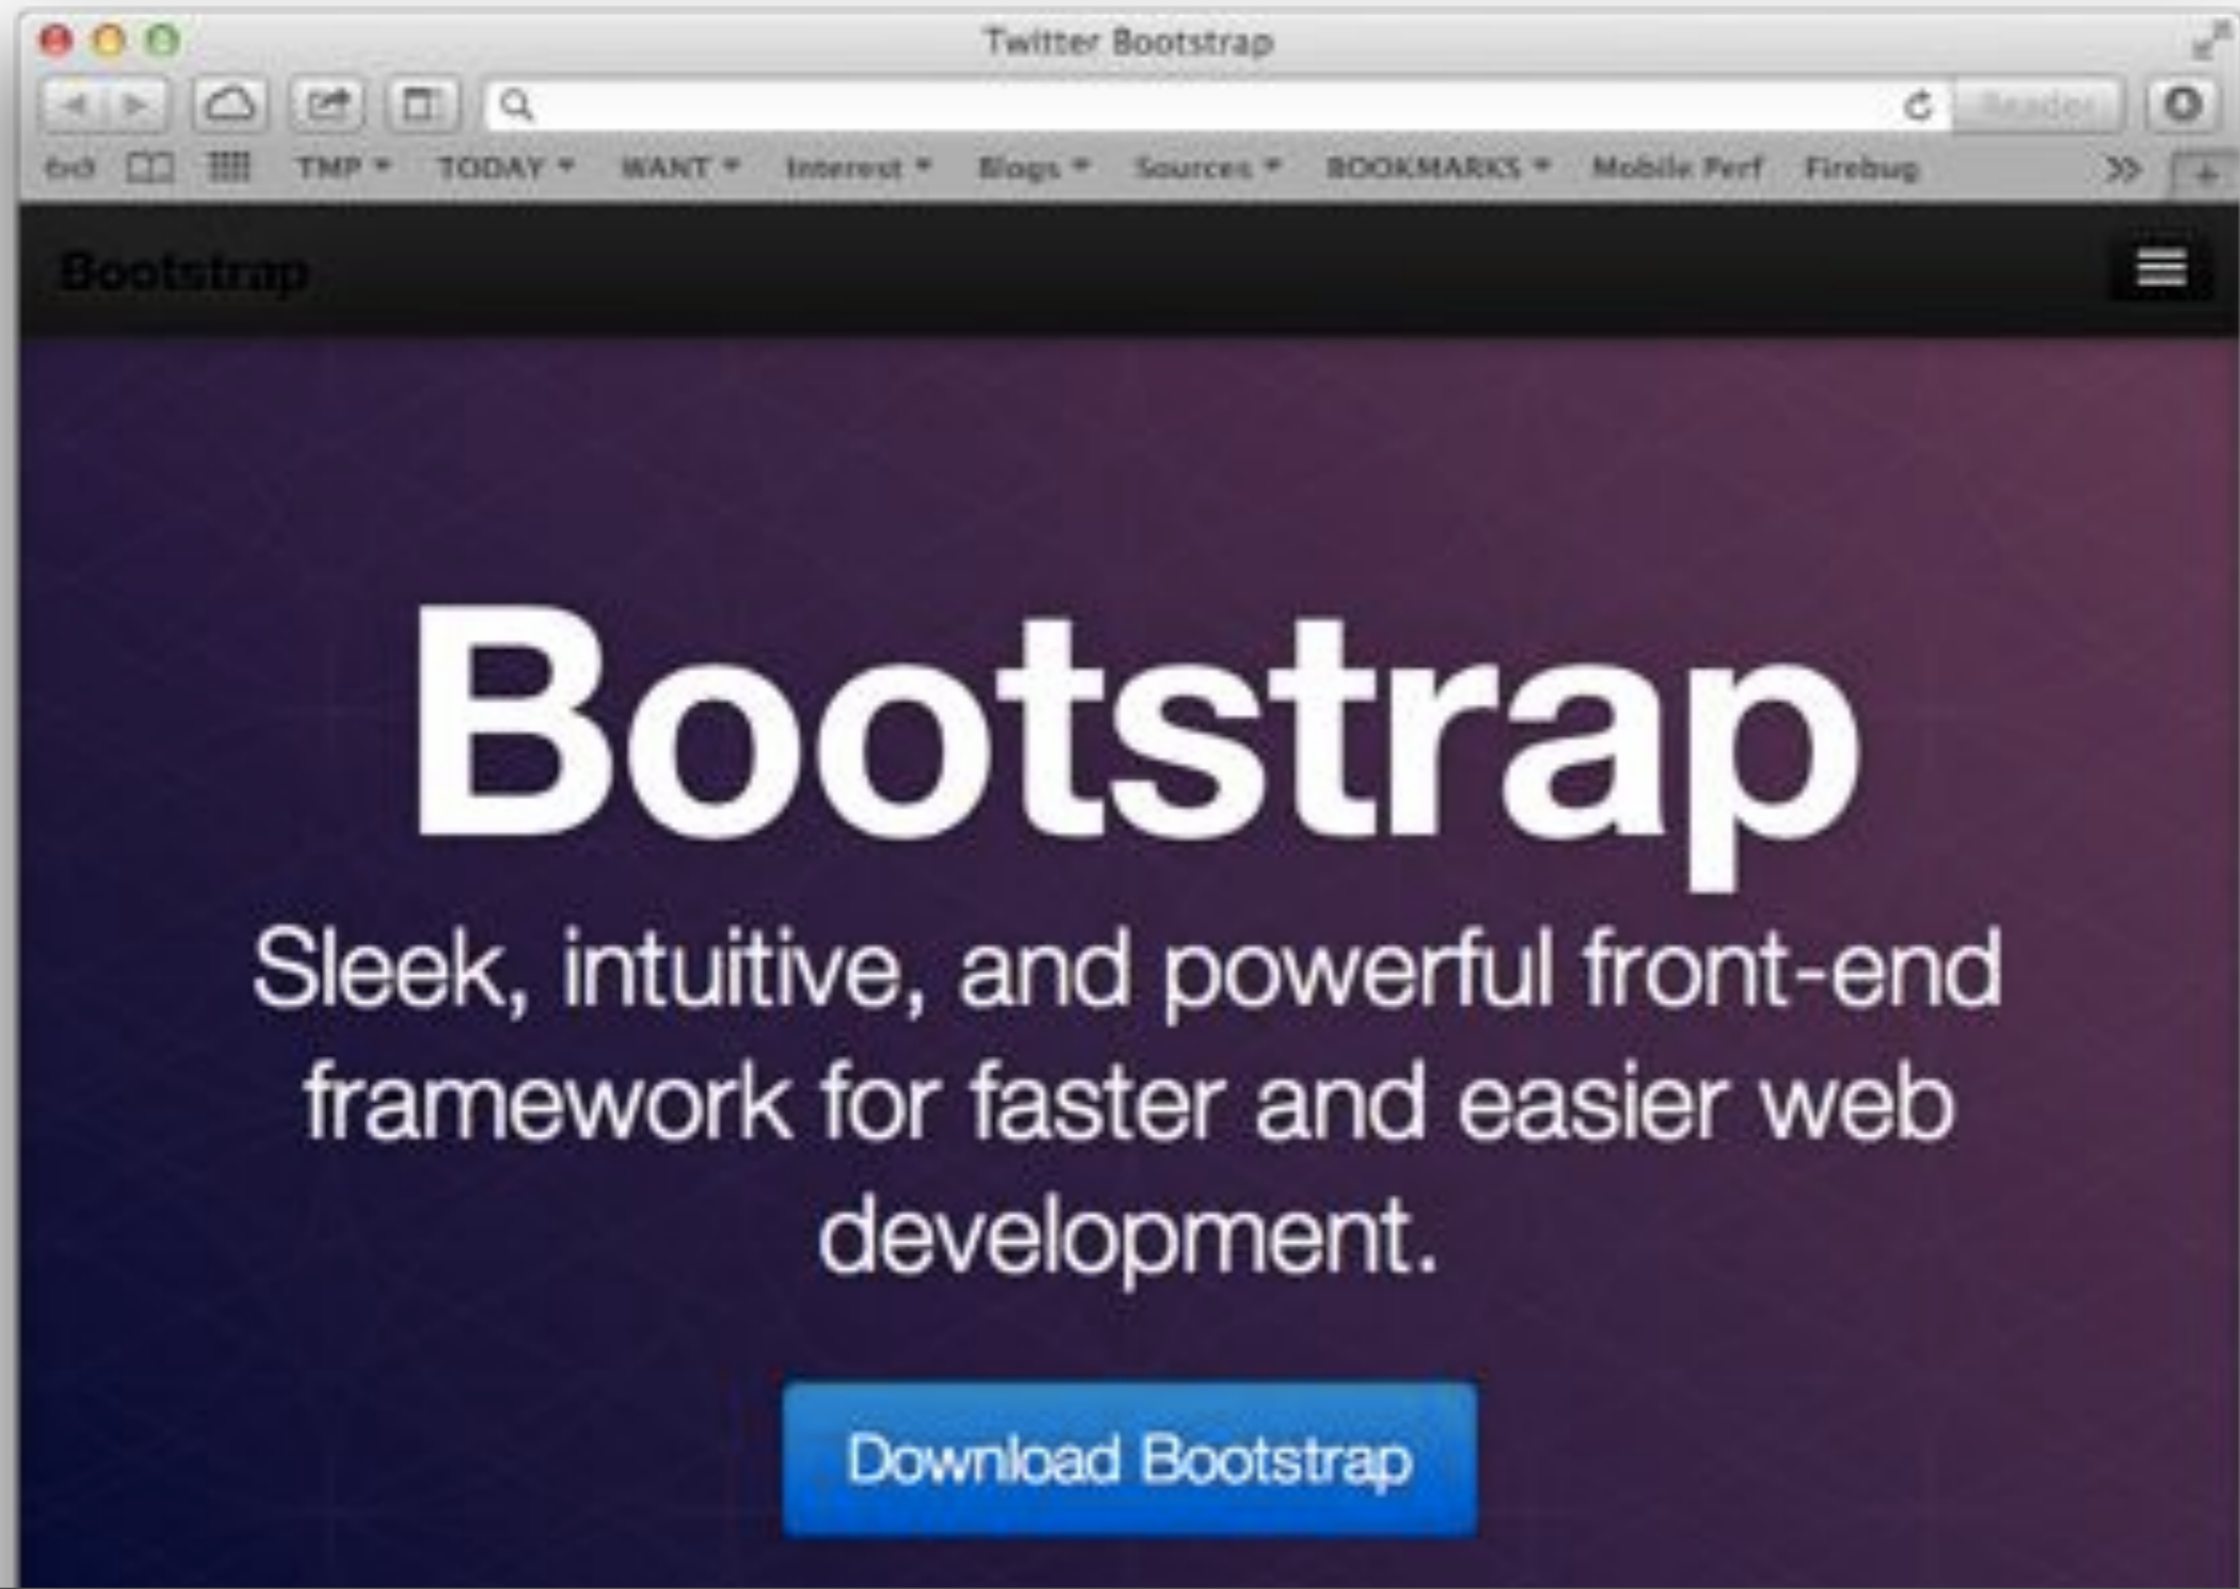 Twitter Bootstrap
Reader
TMP TODAY WANT Interest Blogs Sources BOOKMARKS Mobile Perf Firebug
Bootstrap
Bootstrap
Sleek, intuitive, and powerful front-end
framework for faster and easier web
development.
Download Bootstrap